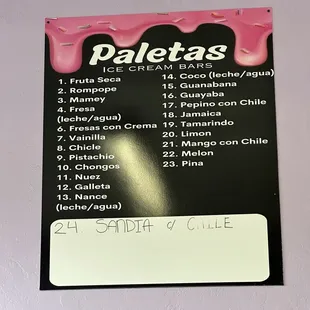 Paletas
ICE CREAM BARS
1. Fruta Seca
2. Rompope
3. Mamey
4. Fresa
(leche/agua)
6. Fresas con Crema
7. Vainilla
8. Chicle
9. Pistachio
10. Chongos
11. Nuez
12. Galleta
13. Nance
(leche/agua)
14. Coco (leche/agua)
15. Guanabana
16. Guayaba
17. Pepino con Chile
18. Jamaica
19. Tamarindo
20. Limon
21. Mango con Chile
22. Melon
23. Pina
24 SANDIA c/ CHILE